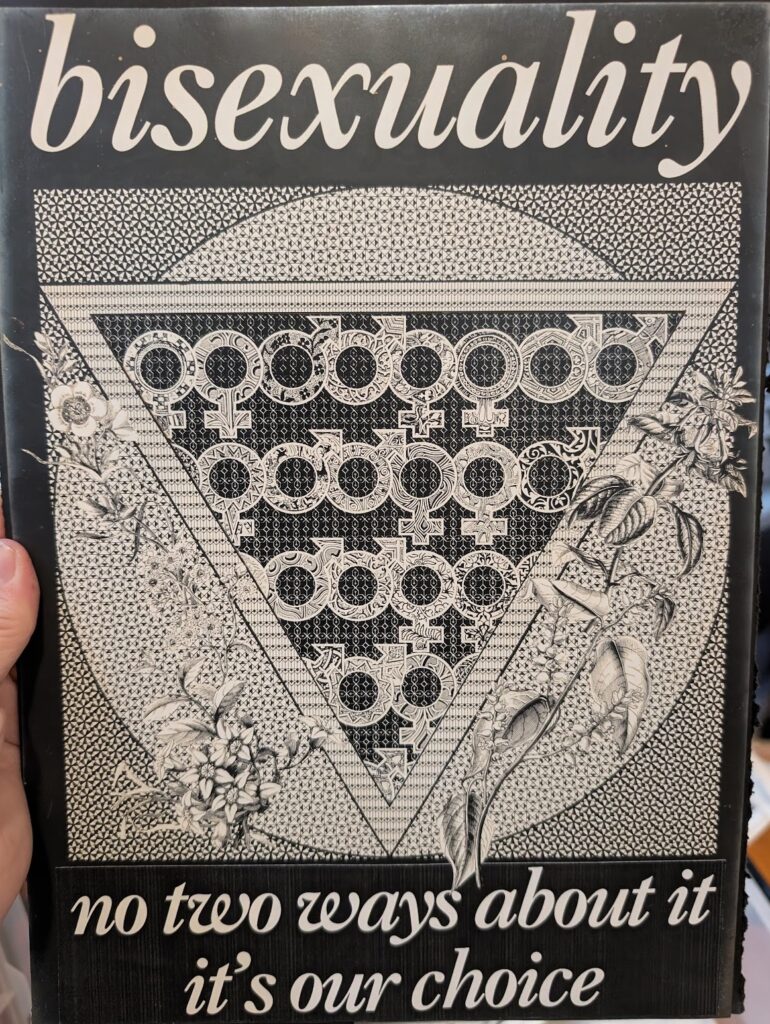 bisexuality
no two ways about it
it's our choice